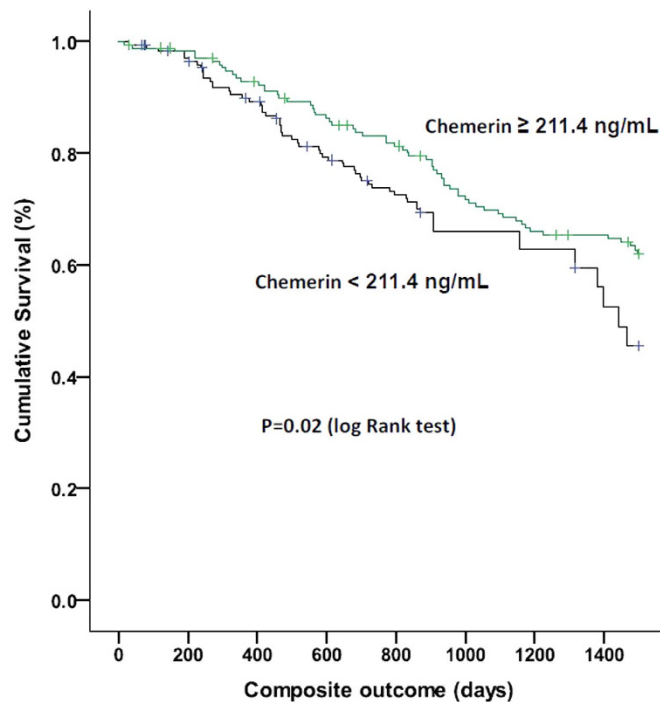 Cumulative Survival (%)
1.0
0.8
0.6
0.4
0.2
0.0
Chemerin ≥ 211.4 ng/mL
Chemerin < 211.4 ng/mL
P=0.02 (log Rank test)
0 200 400 600 800 1000 1200 1400
Composite outcome (days)